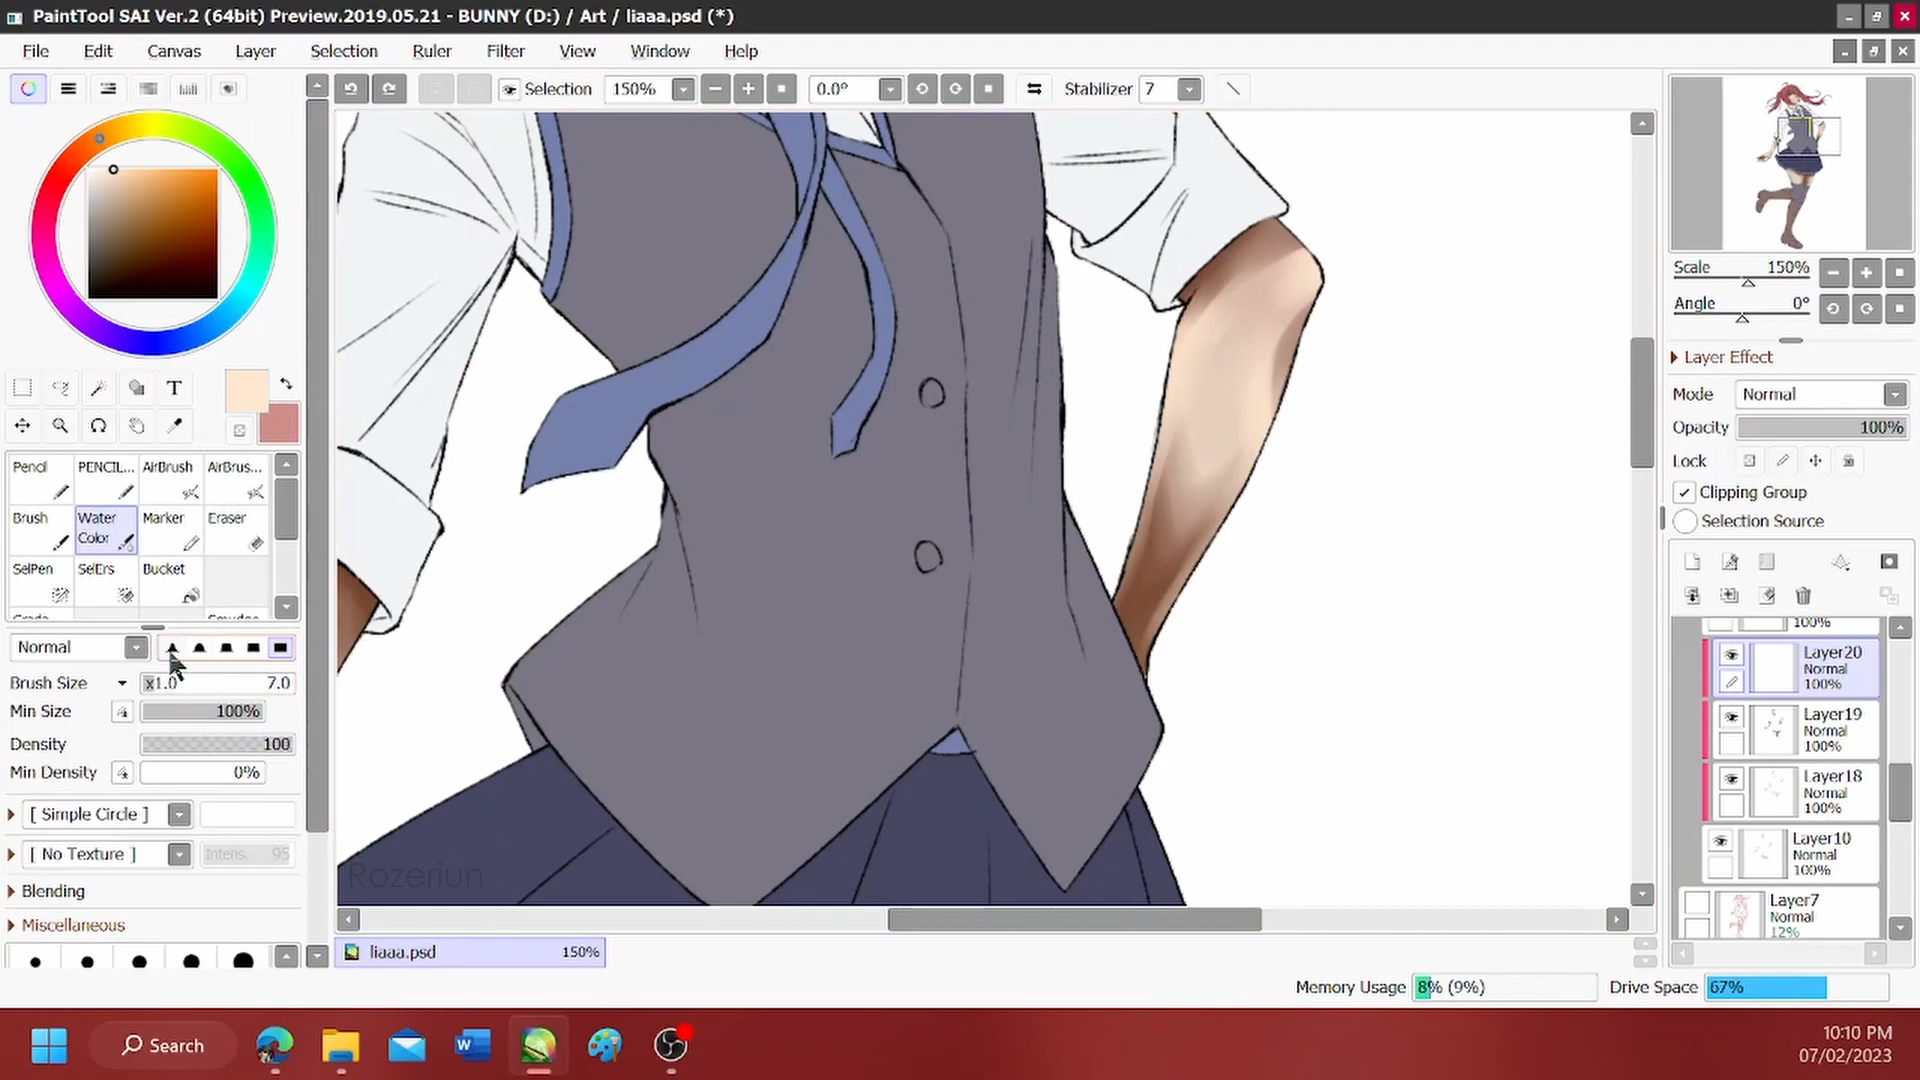 PaintTool SAI Ver.2 (64bit) Preview.2019.05.21 - BUNNY (D:) / Art / liaaa.psd (*)
File Edit Canvas Layer Selection Ruler Filter View Window Help
Selection 150% 0.0° Stabilizer 7
Scale 150%
Angle 0°
Layer Effect
Mode Normal
Opacity 100%
Lock
Clipping Group
Selection Source
T
Pencil PENCIL... AirBrush AirBrus...
Brush Water Color Marker Eraser
SelPen SelErs Bucket
Normal
Brush Size x1.0 7.0
Min Size 100%
Density 100
Min Density 0%
[ Simple Circle ]
[ No Texture ] Intens. 95
Blending
Miscellaneous
100%
Layer20
Normal
100%
Layer19
Normal
100%
Layer18
Normal
100%
Layer10
Normal
100%
Layer7
Normal
12%
Rozeriun
liaaa.psd 150%
Memory Usage 8% (9%) Drive Space 67%
Search
W
10:10 PM
07/02/2023